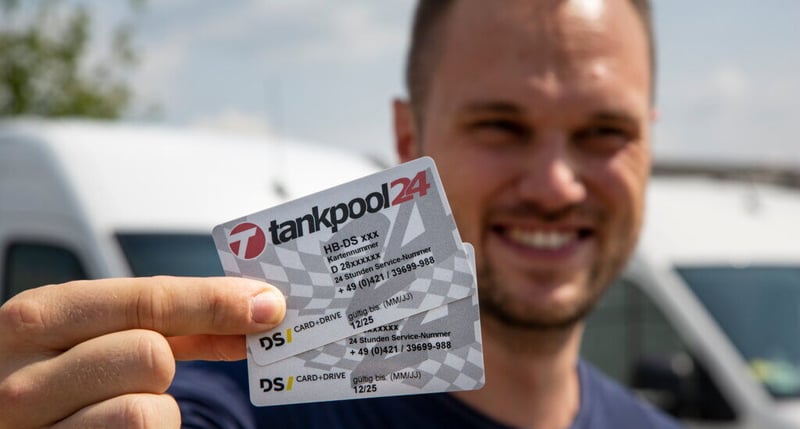 tankpool24
HB-DS xxx
Kartennummer
D 28xxxxxx
24 Stunden Service-Nummer
+ 49 (0)421 / 39699-988
DS/ CARD+DRIVE
gültig bis: (MM/JJ)
12/25
xxxxxxx
24 Stunden Service-Nummer
+ 49 (0)421 / 39699-988
DS/ CARD+DRIVE
gültig bis: (MM/JJ)
12/25